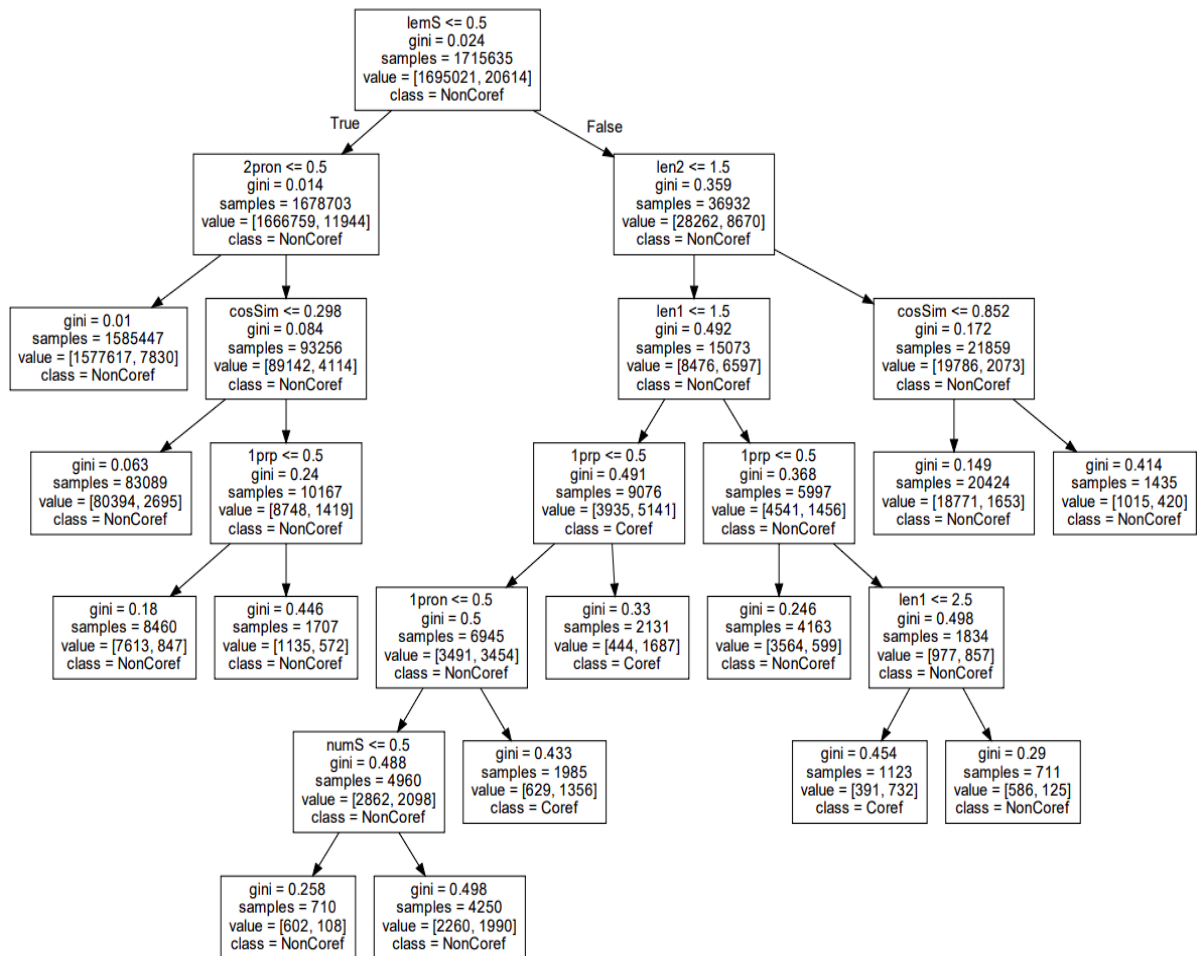 lemS <= 0.5
gini = 0.024
samples = 1715635
value = [1695021, 20614]
class = NonCoref
True
False
2pron <= 0.5
gini = 0.014
samples = 1678703
value = [1666759, 11944]
class = NonCoref
len2 <= 1.5
gini = 0.359
samples = 36932
value = [28262, 8670]
class = NonCoref
gini = 0.01
samples = 1585447
value = [1577617, 7830]
class = NonCoref
cosSim <= 0.298
gini = 0.084
samples = 93256
value = [89142, 4114]
class = NonCoref
len1 <= 1.5
gini = 0.492
samples = 15073
value = [8476, 6597]
class = NonCoref
cosSim <= 0.852
gini = 0.172
samples = 21859
value = [19786, 2073]
class = NonCoref
gini = 0.063
samples = 83089
value = [80394, 2695]
class = NonCoref
1prp <= 0.5
gini = 0.24
samples = 10167
value = [8748, 1419]
class = NonCoref
1prp <= 0.5
gini = 0.491
samples = 9076
value = [3935, 5141]
class = Coref
1prp <= 0.5
gini = 0.368
samples = 5997
value = [4541, 1456]
class = NonCoref
gini = 0.149
samples = 20424
value = [18771, 1653]
class = NonCoref
gini = 0.414
samples = 1435
value = [1015, 420]
class = NonCoref
gini = 0.18
samples = 8460
value = [7613, 847]
class = NonCoref
gini = 0.446
samples = 1707
value = [1135, 572]
class = NonCoref
1pron <= 0.5
gini = 0.5
samples = 6945
value = [3491, 3454]
class = NonCoref
gini = 0.33
samples = 2131
value = [444, 1687]
class = Coref
gini = 0.246
samples = 4163
value = [3564, 599]
class = NonCoref
len1 <= 2.5
gini = 0.498
samples = 1834
value = [977, 857]
class = NonCoref
numS <= 0.5
gini = 0.488
samples = 4960
value = [2862, 2098]
class = NonCoref
gini = 0.433
samples = 1985
value = [629, 1356]
class = Coref
gini = 0.454
samples = 1123
value = [391, 732]
class = Coref
gini = 0.29
samples = 711
value = [586, 125]
class = NonCoref
gini = 0.258
samples = 710
value = [602, 108]
class = NonCoref
gini = 0.498
samples = 4250
value = [2260, 1990]
class = NonCoref